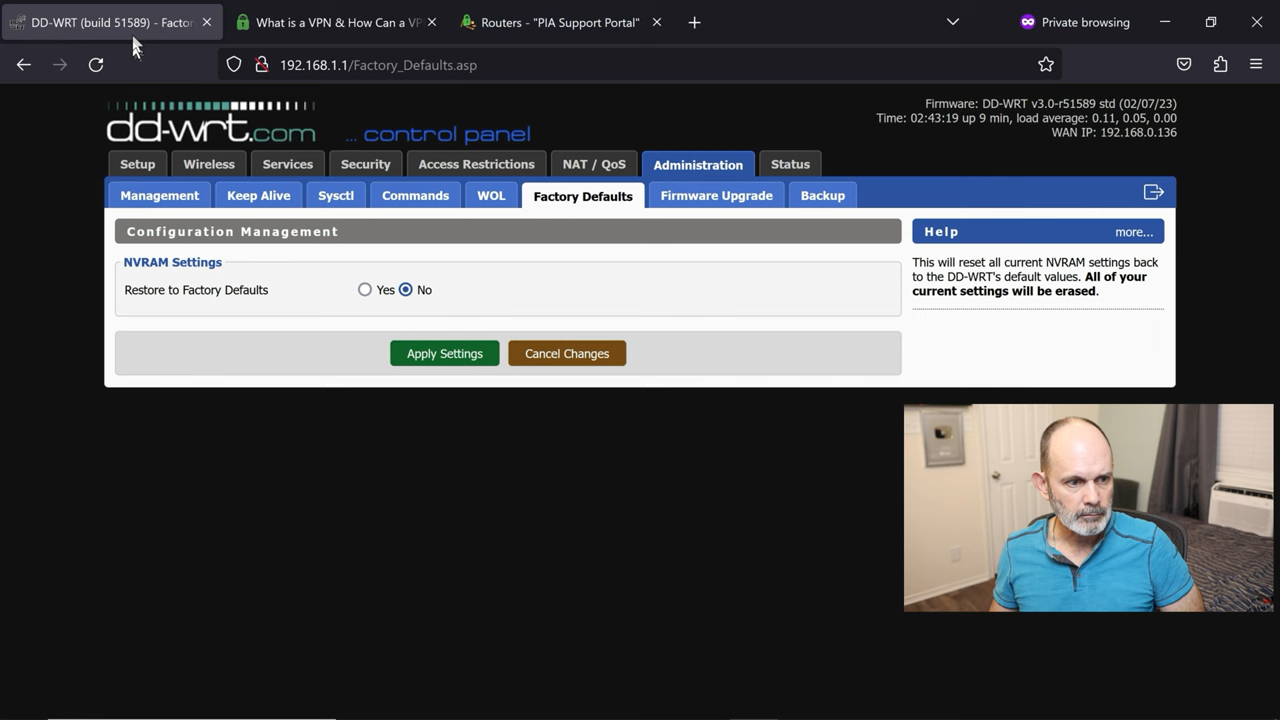 DD-WRT (build 51589) - Factor
What is a VPN & How Can a VP
Routers - "PIA Support Portal"
Private browsing
192.168.1.1/Factory_Defaults.asp
dd-wrt.com ... control panel
Firmware: DD-WRT v3.0-r51589 std (02/07/23)
Time: 02:43:19 up 9 min, load average: 0.11, 0.05, 0.00
WAN IP: 192.168.0.136
Setup Wireless Services Security Access Restrictions NAT / QoS Administration Status
Management Keep Alive Sysctl Commands WOL Factory Defaults Firmware Upgrade Backup
Configuration Management
NVRAM Settings
Restore to Factory Defaults Yes No
Apply Settings Cancel Changes
Help more...
This will reset all current NVRAM settings back
to the DD-WRT's default values. All of your
current settings will be erased.